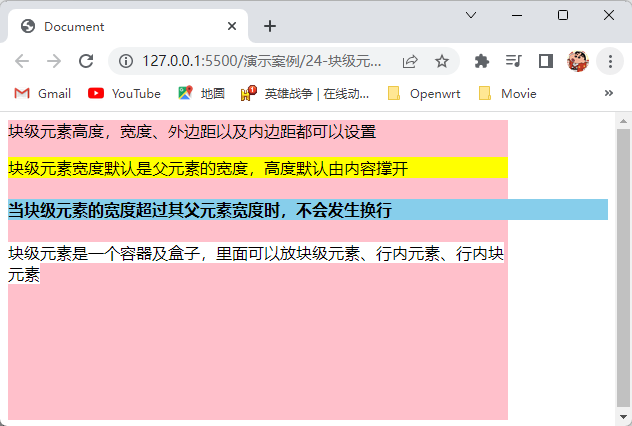 Document
127.0.0.1:5500/演示案例/24-块级元...
Gmail
YouTube
地图
英雄战争 | 在线动...
Openwrt
Movie
»
块级元素高度，宽度、外边距以及内边距都可以设置
块级元素宽度默认是父元素的宽度，高度默认由内容撑开
当块级元素的宽度超过其父元素宽度时，不会发生换行
块级元素是一个容器及盒子，里面可以放块级元素、行内元素、行内块
元素